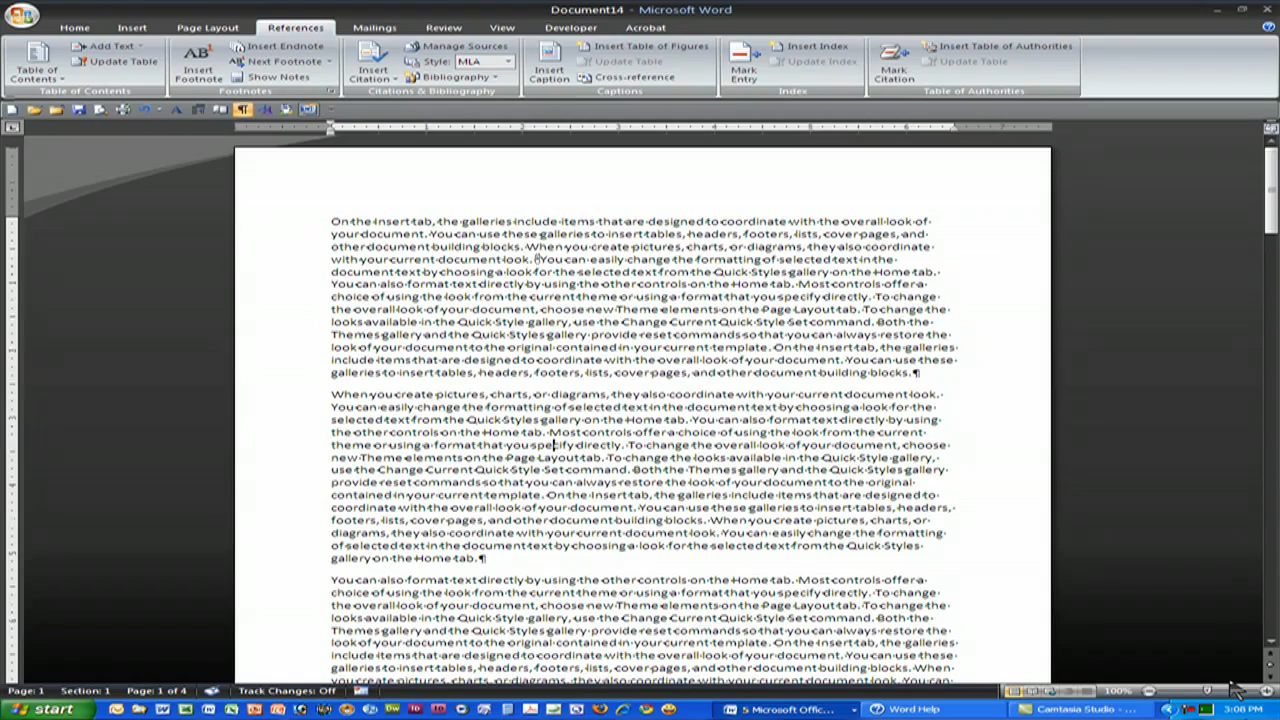 Document14 - Microsoft Word
Home Insert Page Layout References Mailings Review View Developer Acrobat
Table of Contents
Add Text
Update Table
Table of Contents
AB
Insert Footnote
Insert Endnote
Next Footnote
Show Notes
Footnotes
Insert Citation
Manage Sources
Style: MLA
Bibliography
Citations & Bibliography
Insert Caption
Insert Table of Figures
Update Table
Cross-reference
Captions
Mark Entry
Insert Index
Update Index
Index
Mark Citation
Insert Table of Authorities
Update Table
Table of Authorities
1 2 3 4 5 6 7
On the Insert tab, the galleries include items that are designed to coordinate with the overall look of
your document. You can use these galleries to insert tables, headers, footers, lists, cover pages, and
other document building blocks. When you create pictures, charts, or diagrams, they also coordinate
with your current document look. You can easily change the formatting of selected text in the
document text by choosing a look for the selected text from the Quick Styles gallery on the Home tab.
You can also format text directly by using the other controls on the Home tab. Most controls offer a
choice of using the look from the current theme or using a format that you specify directly. To change
the overall look of your document, choose new Theme elements on the Page Layout tab. To change the
looks available in the Quick Style gallery, use the Change Current Quick Style Set command. Both the
Themes gallery and the Quick Styles gallery provide reset commands so that you can always restore the
look of your document to the original contained in your current template. On the Insert tab, the galleries
include items that are designed to coordinate with the overall look of your document. You can use these
galleries to insert tables, headers, footers, lists, cover pages, and other document building blocks.¶
When you create pictures, charts, or diagrams, they also coordinate with your current document look.
You can easily change the formatting of selected text in the document text by choosing a look for the
selected text from the Quick Styles gallery on the Home tab. You can also format text directly by using
the other controls on the Home tab. Most controls offer a choice of using the look from the current
theme or using a format that you specify directly. To change the overall look of your document, choose
new Theme elements on the Page Layout tab. To change the looks available in the Quick Style gallery,
use the Change Current Quick Style Set command. Both the Themes gallery and the Quick Styles gallery
provide reset commands so that you can always restore the look of your document to the original
contained in your current template. On the Insert tab, the galleries include items that are designed to
coordinate with the overall look of your document. You can use these galleries to insert tables, headers,
footers, lists, cover pages, and other document building blocks. When you create pictures, charts, or
diagrams, they also coordinate with your current document look. You can easily change the formatting
of selected text in the document text by choosing a look for the selected text from the Quick Styles
gallery on the Home tab.¶
You can also format text directly by using the other controls on the Home tab. Most controls offer a
choice of using the look from the current theme or using a format that you specify directly. To change
the overall look of your document, choose new Theme elements on the Page Layout tab. To change the
looks available in the Quick Style gallery, use the Change Current Quick Style Set command. Both the
Themes gallery and the Quick Styles gallery provide reset commands so that you can always restore the
look of your document to the original contained in your current template. On the Insert tab, the galleries
include items that are designed to coordinate with the overall look of your document. You can use these
galleries to insert tables, headers, footers, lists, cover pages, and other document building blocks. When
you create pictures, charts, or diagrams, they also coordinate with your current document look. You can
Page: 1 Section: 1 Page: 1 of 4 Track Changes: Off 100%
start 5 Microsoft Offic... Word Help Camtasia Studio - ... 3:08 PM